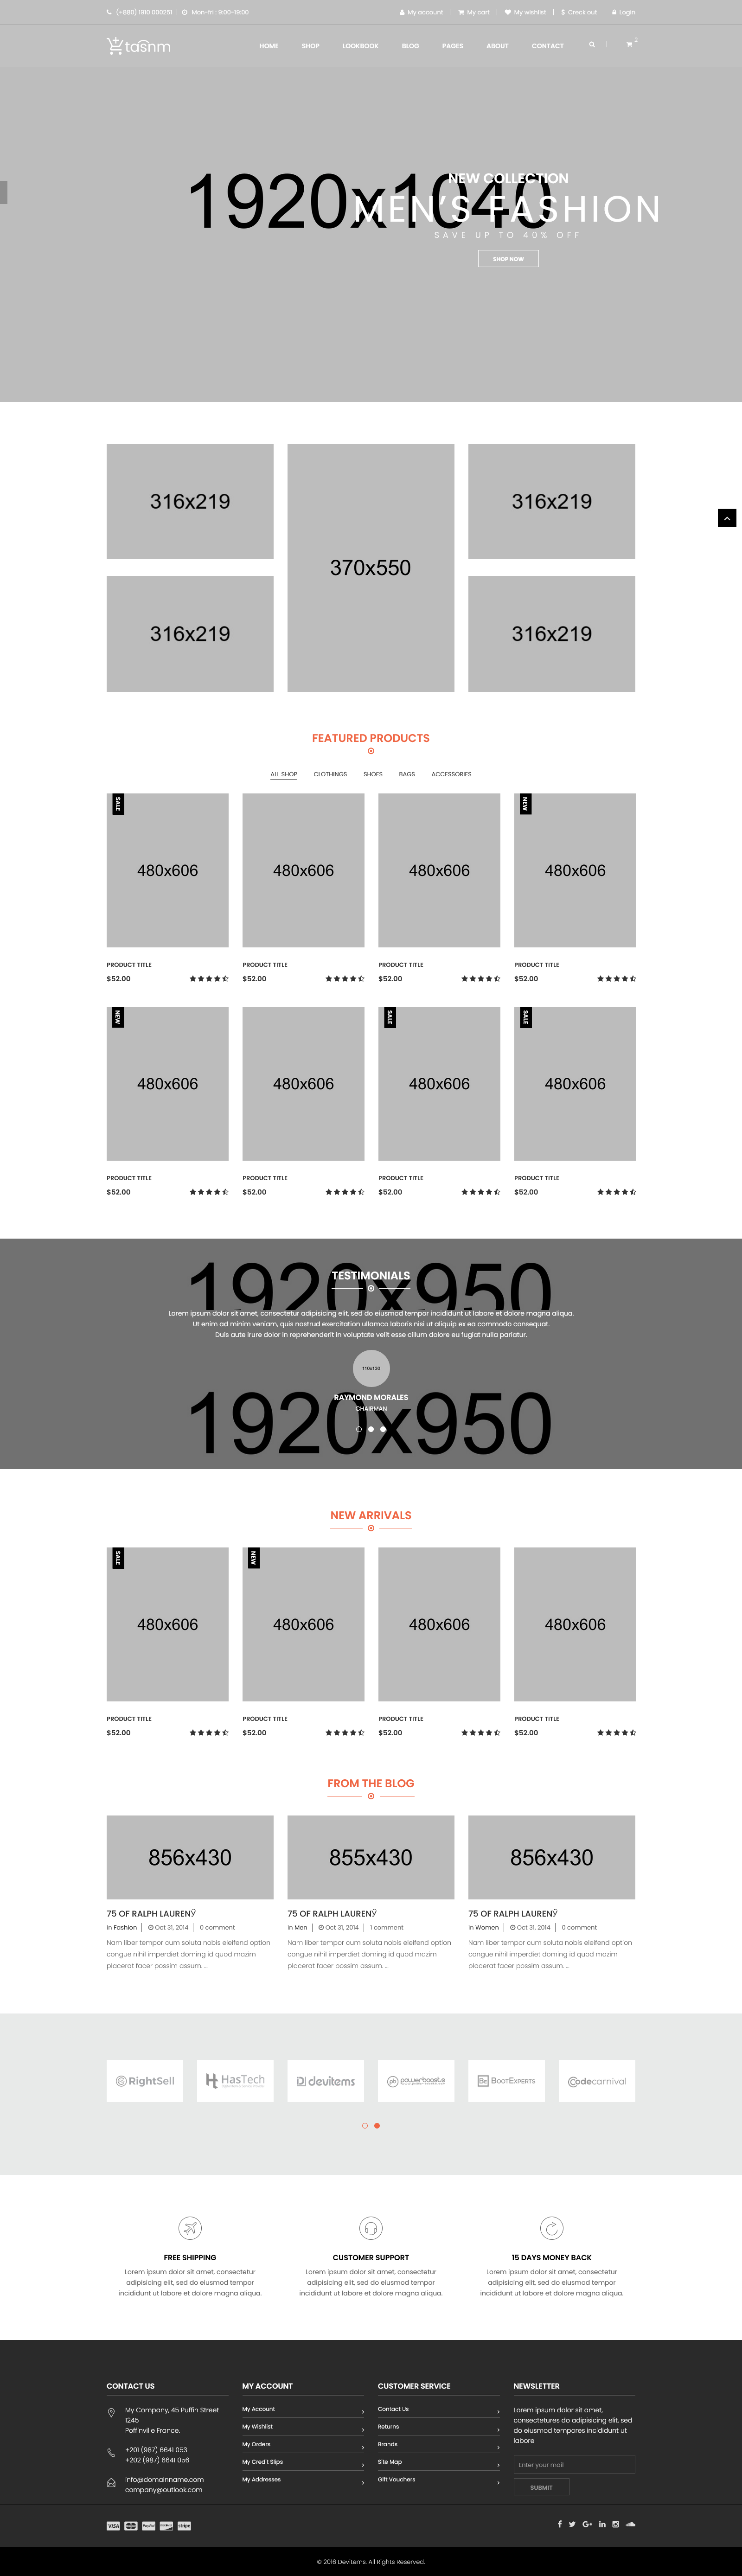 (+880) 1910 000251 | Mon-fri : 9:00-19:00
My account | My cart | My wishlist | $ Check out | Login
tasnm
HOME SHOP LOOKBOOK BLOG PAGES ABOUT CONTACT
2
1920x1040
NEW COLLECTION
MEN'S FASHION
SAVE UP TO 40% OFF
SHOP NOW
316x219
370x550
316x219
316x219
316x219
FEATURED PRODUCTS
ALL SHOP CLOTHINGS SHOES BAGS ACCESSORIES
SALE
NEW
480x606 480x606 480x606 480x606
PRODUCT TITLE PRODUCT TITLE PRODUCT TITLE PRODUCT TITLE
$52.00 $52.00 $52.00 $52.00
NEW
SALE
SALE
480x606 480x606 480x606 480x606
PRODUCT TITLE PRODUCT TITLE PRODUCT TITLE PRODUCT TITLE
$52.00 $52.00 $52.00 $52.00
1920x950
TESTIMONIALS
Lorem ipsum dolor sit amet, consectetur adipisicing elit, sed do eiusmod tempor incididunt ut labore et dolore magna aliqua.
Ut enim ad minim veniam, quis nostrud exercitation ullamco laboris nisi ut aliquip ex ea commodo consequat.
Duis aute irure dolor in reprehenderit in voluptate velit esse cillum dolore eu fugiat nulla pariatur.
110x130
RAYMOND MORALES
CHAIRMAN
1920x950
NEW ARRIVALS
SALE
NEW
480x606 480x606 480x606 480x606
PRODUCT TITLE PRODUCT TITLE PRODUCT TITLE PRODUCT TITLE
$52.00 $52.00 $52.00 $52.00
FROM THE BLOG
856x430
75 OF RALPH LAURENŸ
in Fashion | Oct 31, 2014 | 0 comment
Nam liber tempor cum soluta nobis eleifend option
congue nihil imperdiet doming id quod mazim
placerat facer possim assum. ...
855x430
75 OF RALPH LAURENŸ
in Men | Oct 31, 2014 | 1 comment
Nam liber tempor cum soluta nobis eleifend option
congue nihil imperdiet doming id quod mazim
placerat facer possim assum. ...
856x430
75 OF RALPH LAURENŸ
in Women | Oct 31, 2014 | 0 comment
Nam liber tempor cum soluta nobis eleifend option
congue nihil imperdiet doming id quod mazim
placerat facer possim assum. ...
RightSell
HasTech
devitems
powerboosts
BOOTEXPERTS
Codecarnival
FREE SHIPPING
Lorem ipsum dolor sit amet, consectetur
adipisicing elit, sed do eiusmod tempor
incididunt ut labore et dolore magna aliqua.
CUSTOMER SUPPORT
Lorem ipsum dolor sit amet, consectetur
adipisicing elit, sed do eiusmod tempor
incididunt ut labore et dolore magna aliqua.
15 DAYS MONEY BACK
Lorem ipsum dolor sit amet, consectetur
adipisicing elit, sed do eiusmod tempor
incididunt ut labore et dolore magna aliqua.
CONTACT US
My Company, 45 Puffin Street
1245
Poffinville France.
+201 (987) 6641 053
+202 (987) 6641 056
info@domainname.com
company@outlook.com
MY ACCOUNT
My Account
My Wishlist
My Orders
My Credit Slips
My Addresses
CUSTOMER SERVICE
Contact Us
Returns
Brands
Site Map
Gift Vouchers
NEWSLETTER
Lorem ipsum dolor sit amet,
consectetures do adipisicing elit, sed
do eiusmod tempores incididunt ut
labore
Enter your mail
SUBMIT
VISA PayPal stripe
© 2016 Devitems. All Rights Reserved.